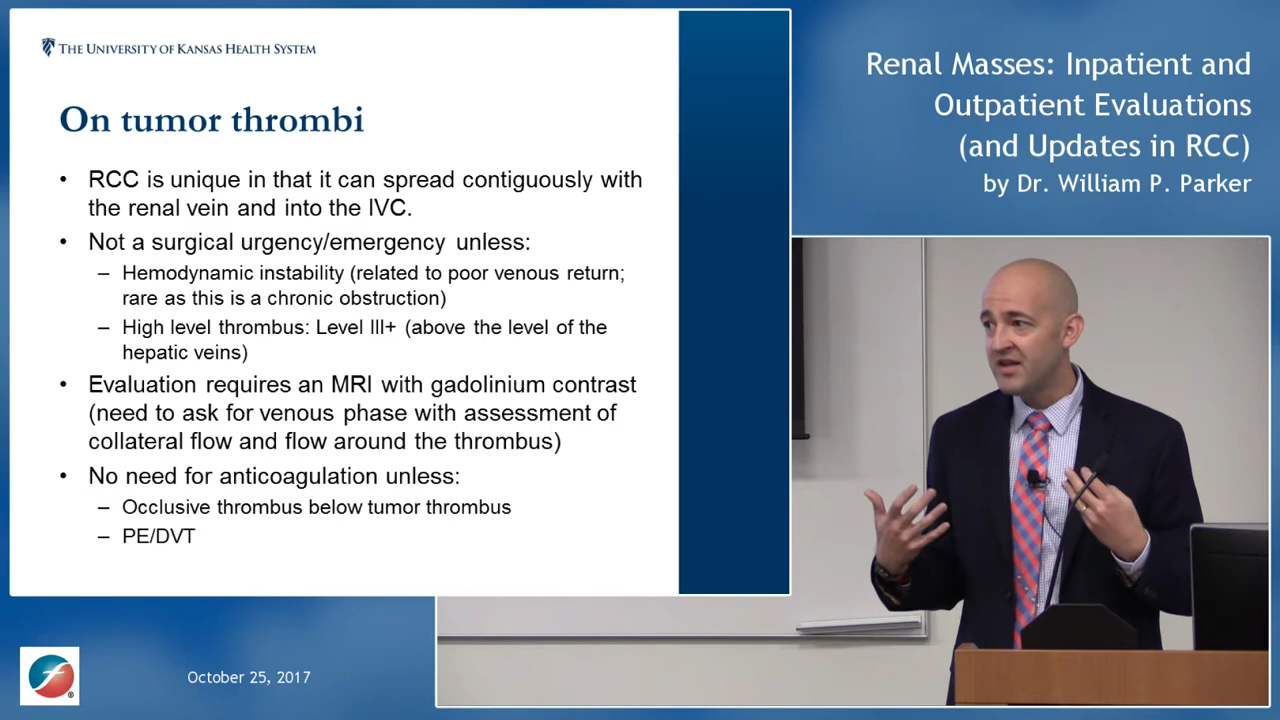 THE UNIVERSITY OF KANSAS HEALTH SYSTEM
On tumor thrombi
• RCC is unique in that it can spread contiguously with
the renal vein and into the IVC.
• Not a surgical urgency/emergency unless:
– Hemodynamic instability (related to poor venous return;
rare as this is a chronic obstruction)
– High level thrombus: Level III+ (above the level of the
hepatic veins)
• Evaluation requires an MRI with gadolinium contrast
(need to ask for venous phase with assessment of
collateral flow and flow around the thrombus)
• No need for anticoagulation unless:
– Occlusive thrombus below tumor thrombus
– PE/DVT
Renal Masses: Inpatient and
Outpatient Evaluations
(and Updates in RCC)
by Dr. William P. Parker
October 25, 2017
f ®